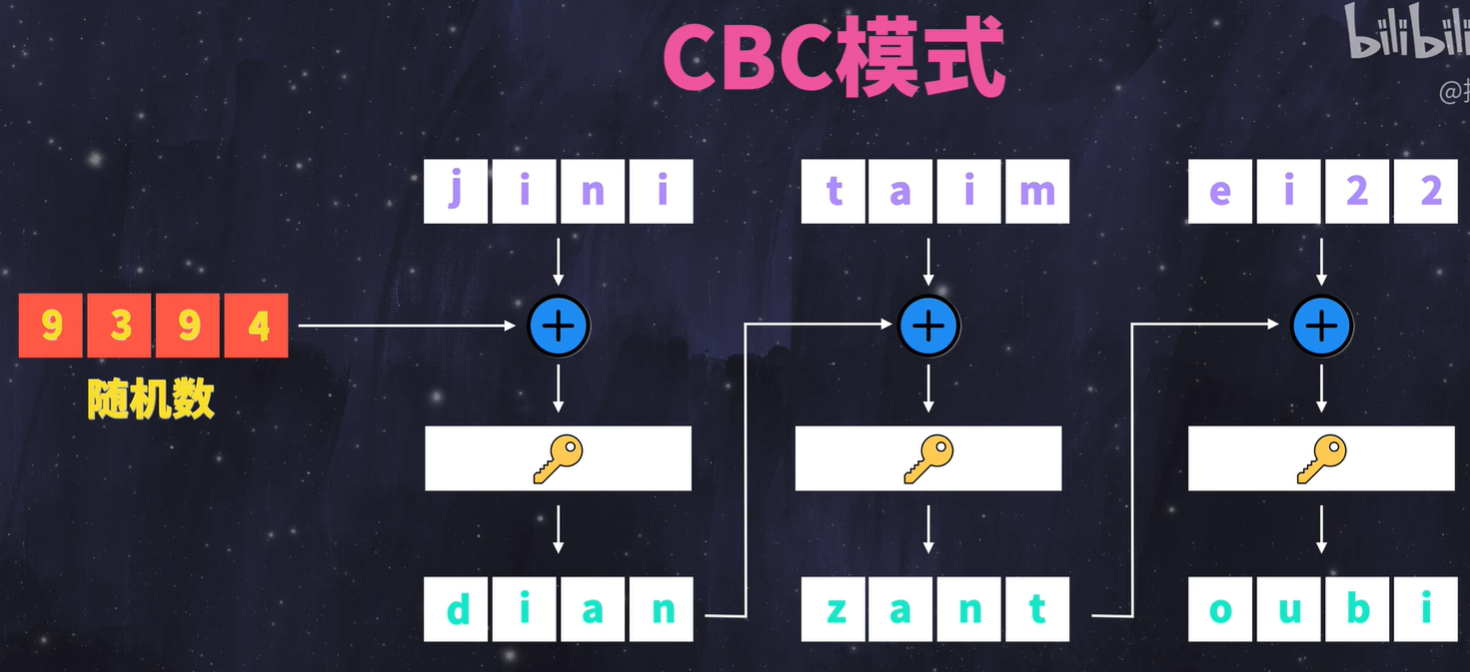 CBC模式
bilibili
j i n i
t a i m
e i 2 2
9 3 9 4
随机数
d i a n
z a n t
o u b i